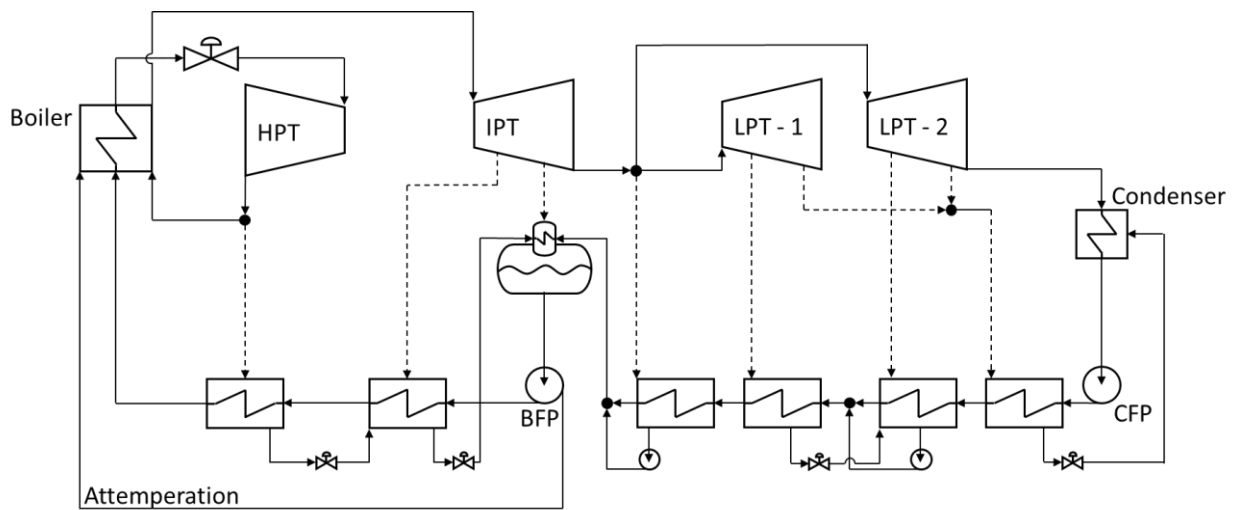 Boiler
HPT
IPT
LPT - 1
LPT - 2
Condenser
BFP
CFP
Attemperation